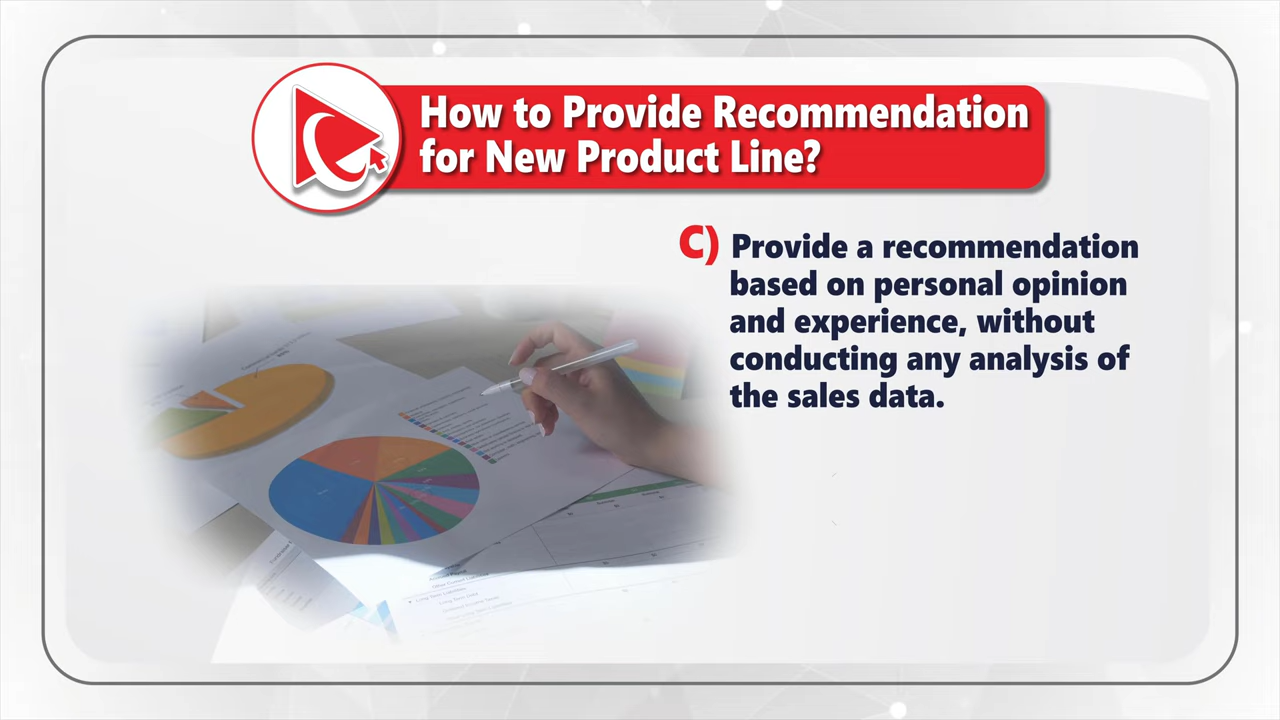 How to Provide Recommendation
for New Product Line?
C) Provide a recommendation
based on personal opinion
and experience, without
conducting any analysis of
the sales data.